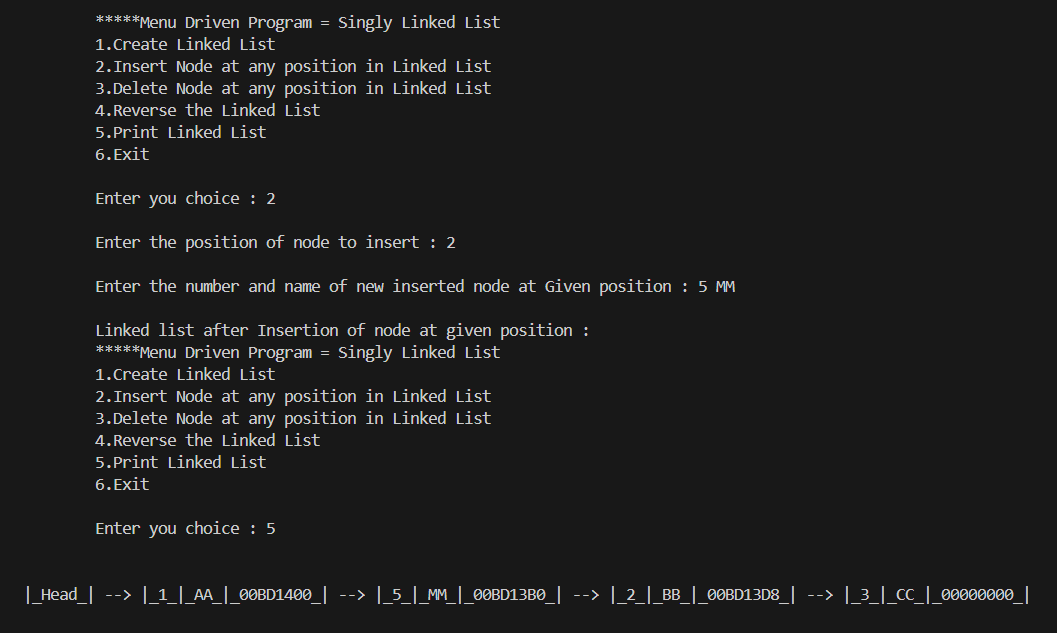 *****Menu Driven Program = Singly Linked List
1.Create Linked List
2.Insert Node at any position in Linked List
3.Delete Node at any position in Linked List
4.Reverse the Linked List
5.Print Linked List
6.Exit
Enter you choice : 2
Enter the position of node to insert : 2
Enter the number and name of new inserted node at Given position : 5 MM
Linked list after Insertion of node at given position :
*****Menu Driven Program = Singly Linked List
1.Create Linked List
2.Insert Node at any position in Linked List
3.Delete Node at any position in Linked List
4.Reverse the Linked List
5.Print Linked List
6.Exit
Enter you choice : 5
|_Head_| --> |_1_|_AA_|_00BD1400_| --> |_5_|_MM_|_00BD13B0_| --> |_2_|_BB_|_00BD13D8_| --> |_3_|_CC_|_00000000_|